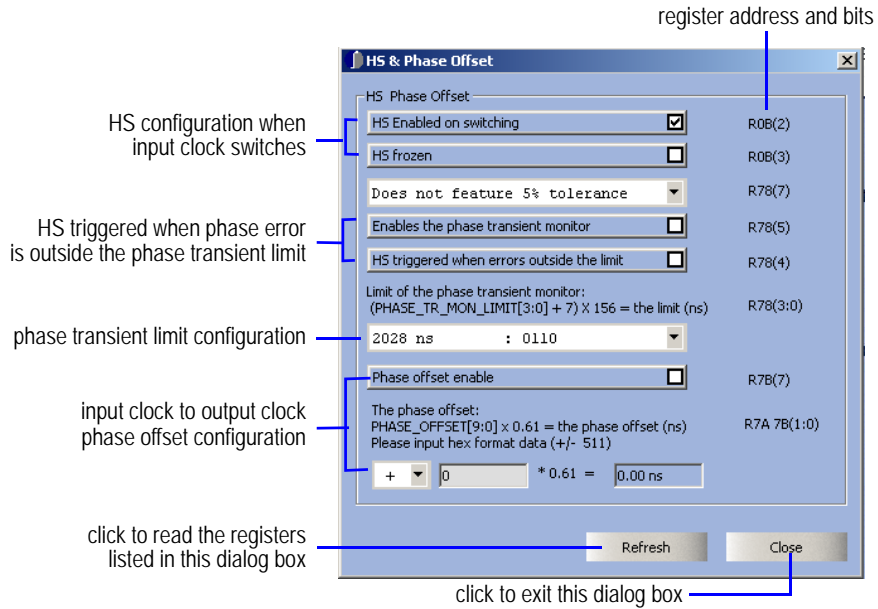 register address and bits
HS & Phase Offset
HS Phase Offset
HS configuration when
input clock switches
HS Enabled on switching
R0B(2)
HS frozen
R0B(3)
Does not feature 5% tolerance
R78(7)
HS triggered when phase error
is outside the phase transient limit
Enables the phase transient monitor
R78(5)
HS triggered when errors outside the limit
R78(4)
Limit of the phase transient monitor:
(PHASE_TR_MON_LIMIT[3:0] + 7) X 156 = the limit (ns)
R78(3:0)
phase transient limit configuration
2028 ns : 0110
Phase offset enable
R7B(7)
input clock to output clock
phase offset configuration
The phase offset:
PHASE_OFFSET[9:0] x 0.61 = the phase offset (ns)
Please input hex format data (+/- 511)
R7A 7B(1:0)
+ 0 * 0.61 = 0.00 ns
click to read the registers
listed in this dialog box
Refresh
Close
click to exit this dialog box